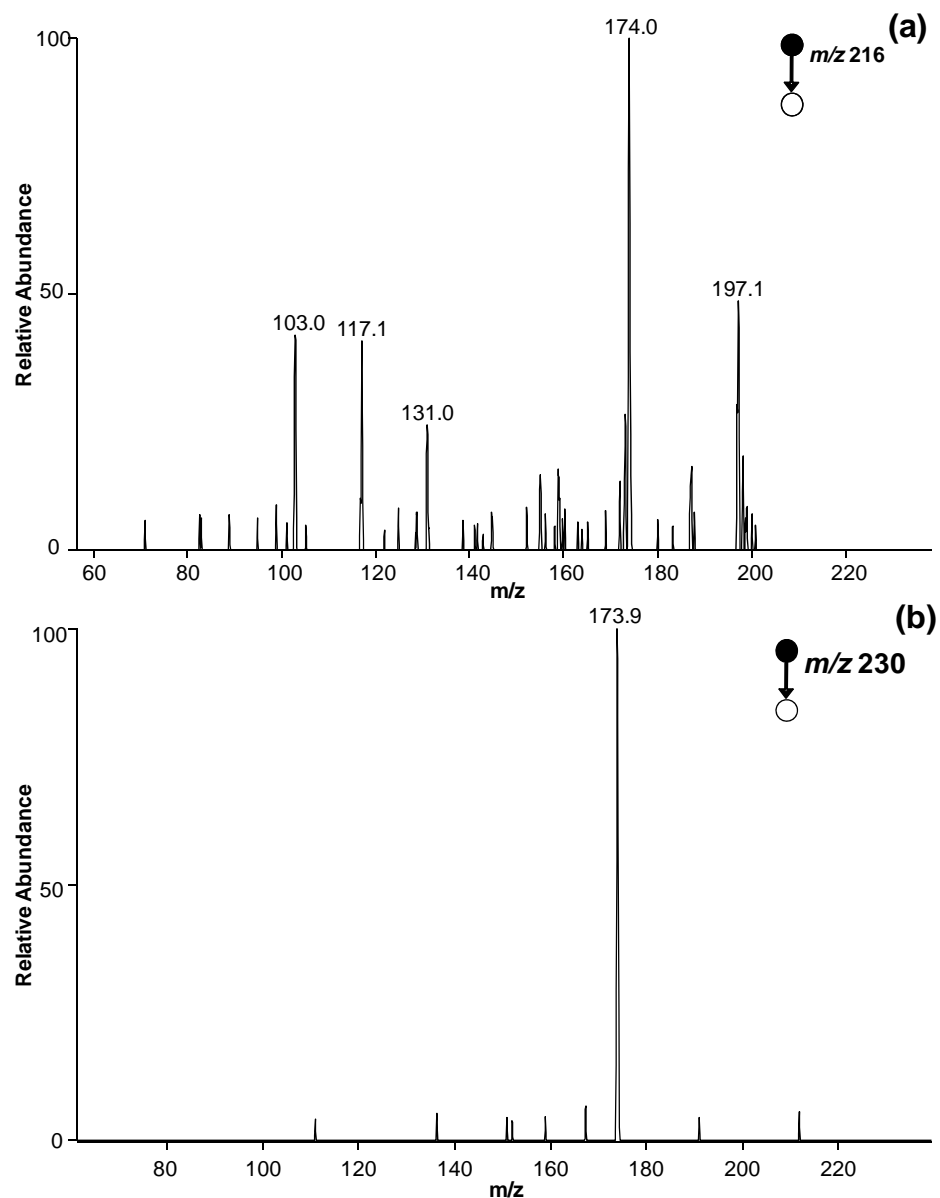 (a)
174.0
100
m/z 216
Relative Abundance
50
197.1
103.0
117.1
131.0
0
60 80 100 120 140 160 180 200 220
m/z
(b)
173.9
100
m/z 230
Relative Abundance
50
0
80 100 120 140 160 180 200 220
m/z